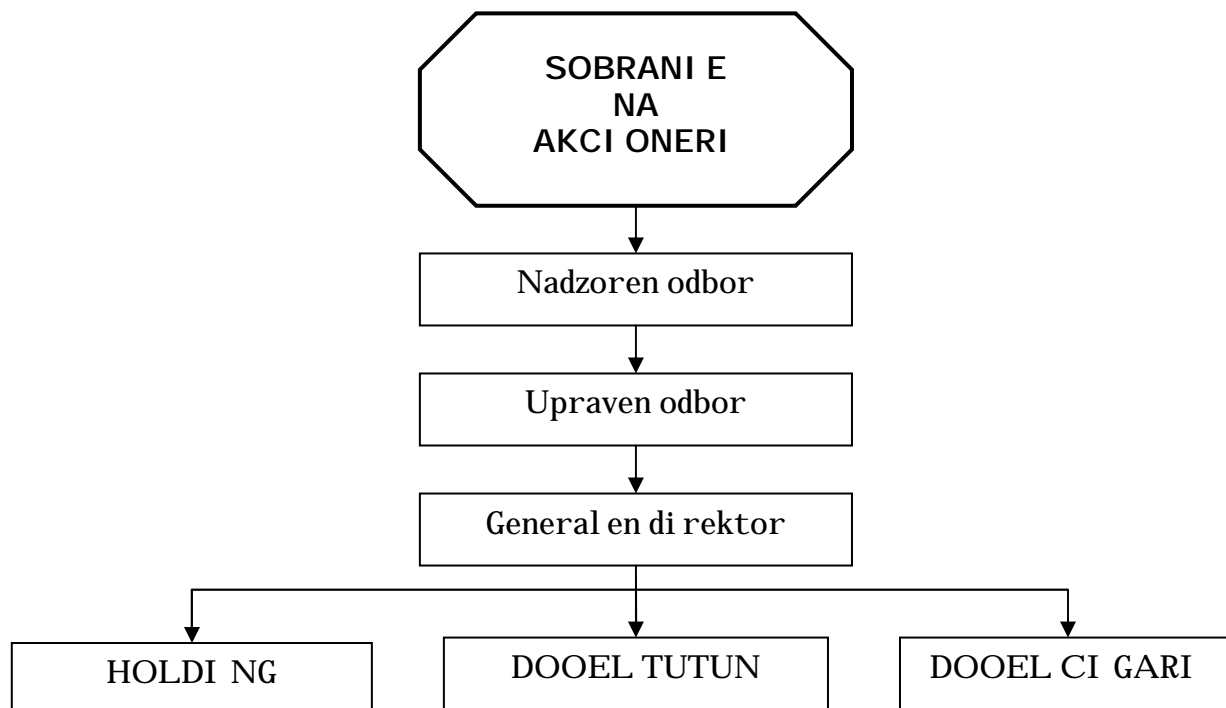 SOBRANI E
NA
AKCI ONERI
Nadzoren odbor
Upraven odbor
General en di rektor
HOLDI NG
DOOEL TUTUN
DOOEL CI GARI